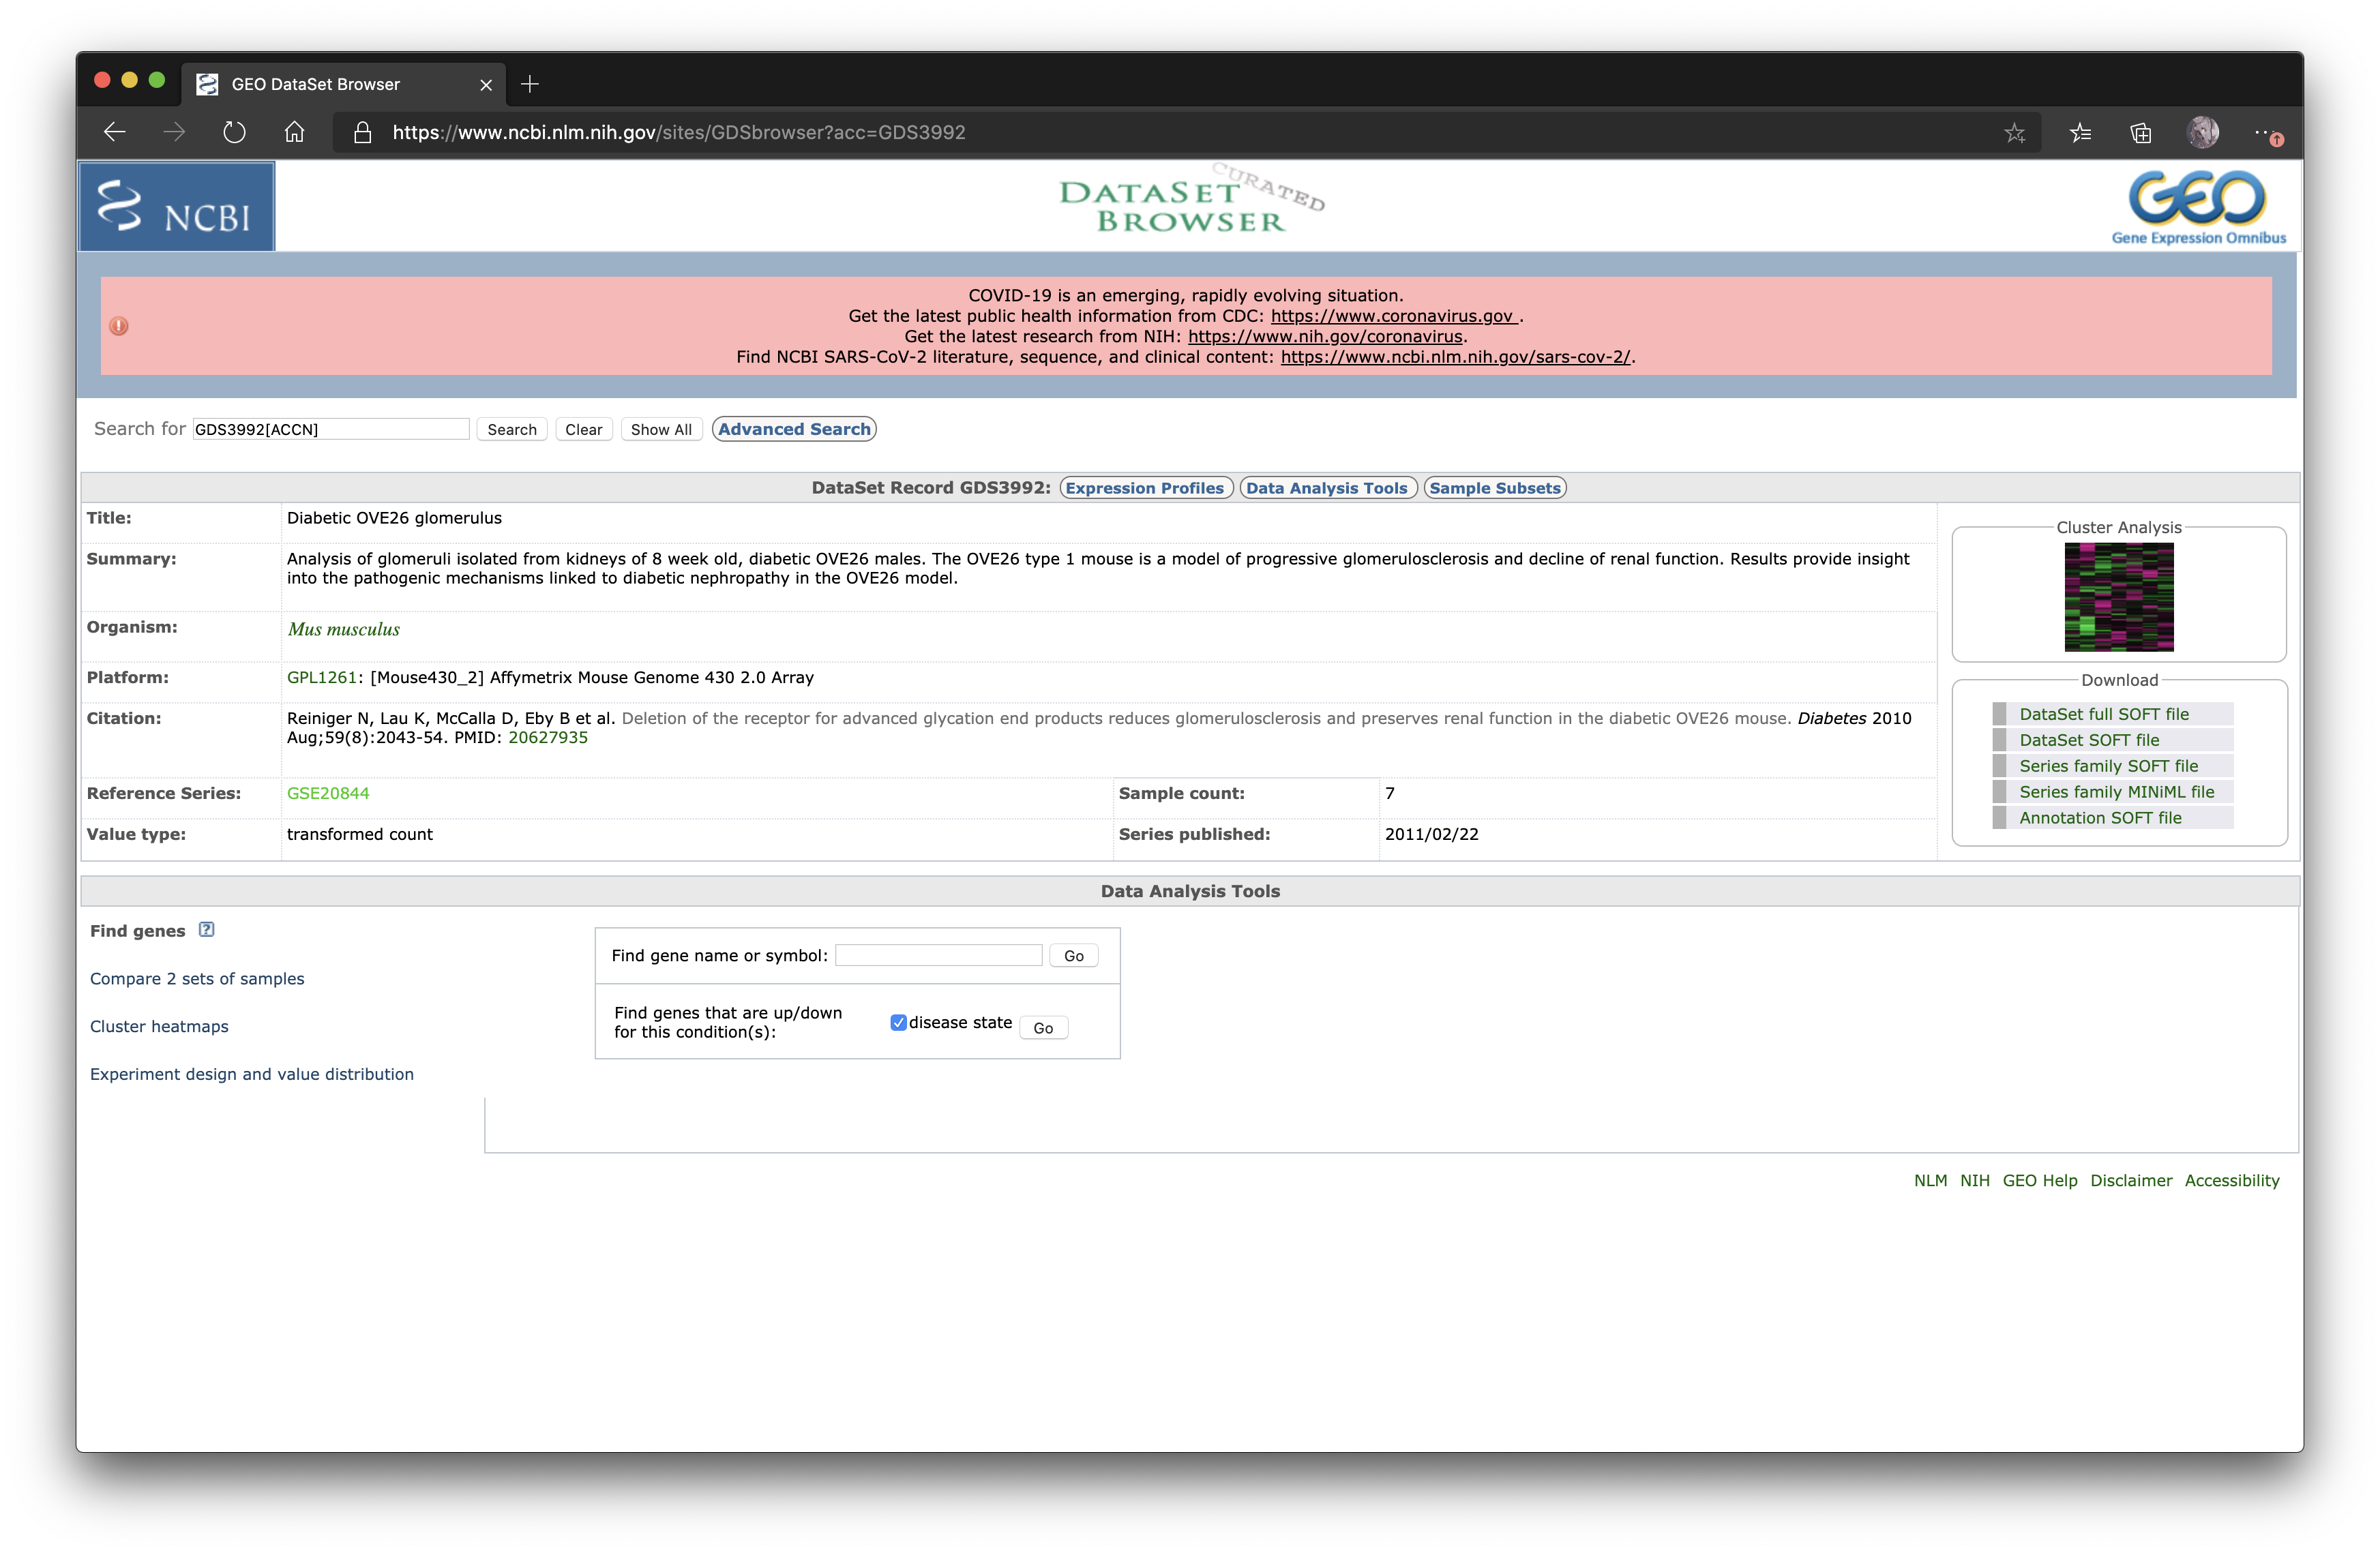 GEO DataSet Browser
https://www.ncbi.nlm.nih.gov/sites/GDSbrowser?acc=GDS3992
NCBI
DATASET BROWSER
CURATED
GEO
Gene Expression Omnibus
COVID-19 is an emerging, rapidly evolving situation.
Get the latest public health information from CDC: https://www.coronavirus.gov .
Get the latest research from NIH: https://www.nih.gov/coronavirus.
Find NCBI SARS-CoV-2 literature, sequence, and clinical content: https://www.ncbi.nlm.nih.gov/sars-cov-2/.
Search for GDS3992[ACCN] Search Clear Show All Advanced Search
DataSet Record GDS3992: Expression Profiles Data Analysis Tools Sample Subsets
Title: Diabetic OVE26 glomerulus
Summary: Analysis of glomeruli isolated from kidneys of 8 week old, diabetic OVE26 males. The OVE26 type 1 mouse is a model of progressive glomerulosclerosis and decline of renal function. Results provide insight
into the pathogenic mechanisms linked to diabetic nephropathy in the OVE26 model.
Organism: Mus musculus
Platform: GPL1261: [Mouse430_2] Affymetrix Mouse Genome 430 2.0 Array
Citation: Reiniger N, Lau K, McCalla D, Eby B et al. Deletion of the receptor for advanced glycation end products reduces glomerulosclerosis and preserves renal function in the diabetic OVE26 mouse. Diabetes 2010
Aug;59(8):2043-54. PMID: 20627935
Reference Series: GSE20844 Sample count: 7
Value type: transformed count Series published: 2011/02/22
Cluster Analysis
Download
DataSet full SOFT file
DataSet SOFT file
Series family SOFT file
Series family MINiML file
Annotation SOFT file
Data Analysis Tools
Find genes ?
Compare 2 sets of samples
Cluster heatmaps
Experiment design and value distribution
Find gene name or symbol: Go
Find genes that are up/down
for this condition(s): disease state Go
NLM NIH GEO Help Disclaimer Accessibility